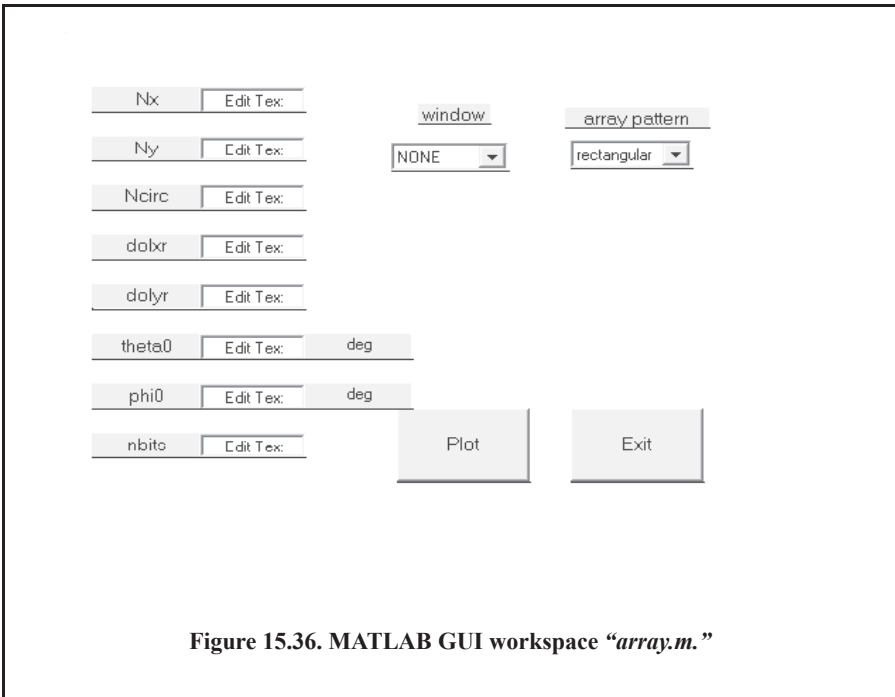 Nx Edit Tex:
Ny Edit Tex:
Ncirc Edit Tex:
dolxr Edit Tex:
dolyr Edit Tex:
theta0 Edit Tex: deg
phi0 Edit Tex: deg
nbits Edit Tex:
window
NONE
array pattern
rectangular
Plot
Exit
Figure 15.36. MATLAB GUI workspace “array.m.”